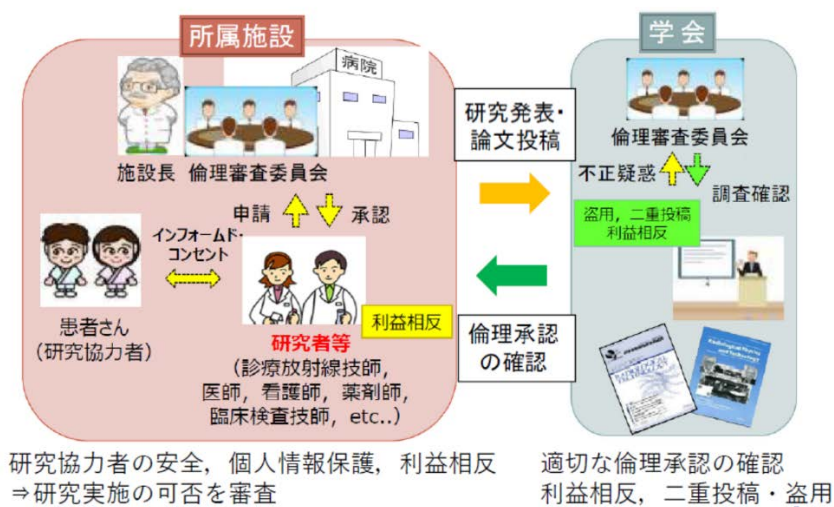 所属施設
病院
施設長 倫理審査委員会
申請
承認
インフォームド・
コンセント
患者さん
(研究協力者)
利益相反
研究者等
(診療放射線技師,
医師, 看護師, 薬剤師,
臨床検査技師, etc..)
研究発表・
論文投稿
倫理承認
の確認
学会
倫理審査委員会
不正疑惑
調査確認
盗用, 二重投稿
利益相反
研究協力者の安全, 個人情報保護, 利益相反
⇒研究実施の可否を審査
適切な倫理承認の確認
利益相反, 二重投稿・盗用